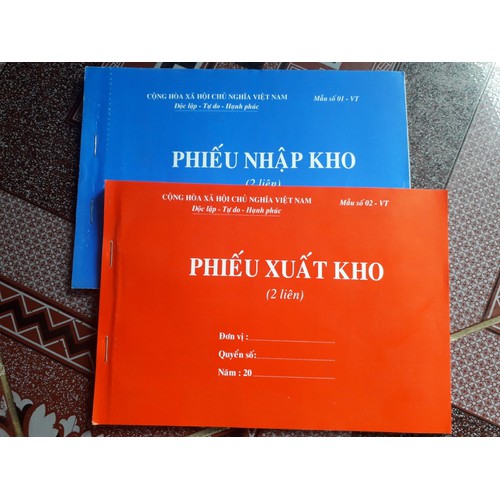 CỘNG HÒA XÃ HỘI CHỦ NGHĨA VIỆT NAM
Độc lập - Tự do - Hạnh phúc
Mẫu số 01 - VT
PHIẾU NHẬP KHO
(2 liên)
CỘNG HÒA XÃ HỘI CHỦ NGHĨA VIỆT NAM
Độc lập - Tự do - Hạnh phúc
Mẫu số 02 - VT
PHIẾU XUẤT KHO
(2 liên)
Đơn vị :
Quyển số:
Năm : 20